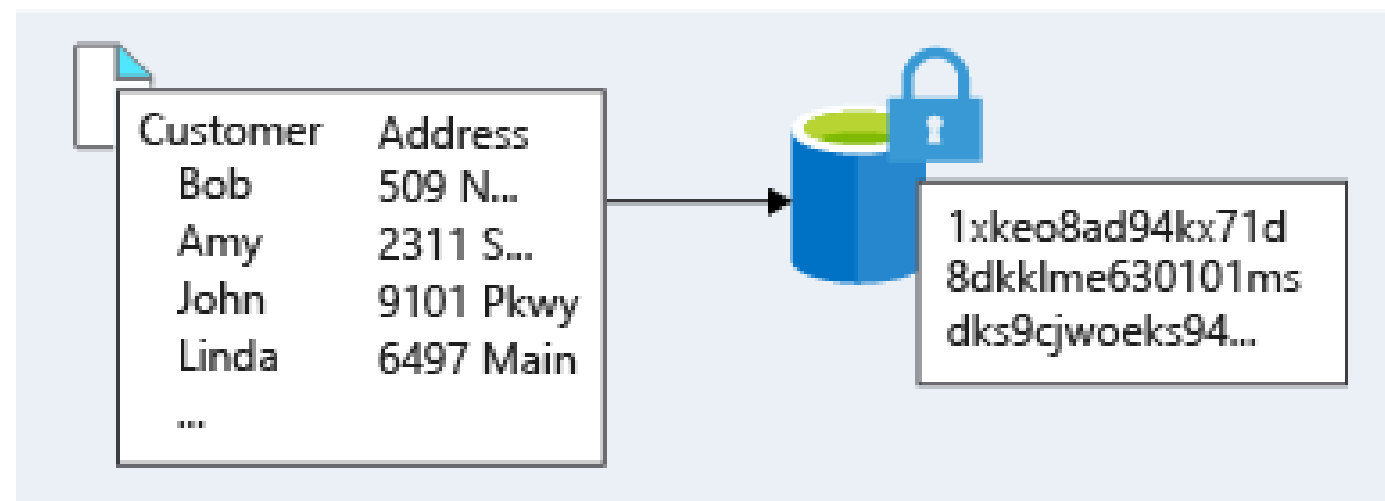 Customer Address
Bob 509 N...
Amy 2311 S...
John 9101 Pkwy
Linda 6497 Main
...
1xkeo8ad94kx71d
8dkklme630101ms
dks9cjwoeks94...